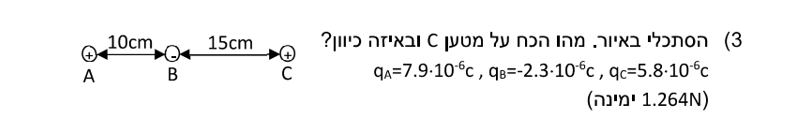 3) הסתכלי באיור. מהו הכח על מטען C ובאיזה כיוון?
qA=7.9·10⁻⁶c , qB=-2.3·10⁻⁶c , qC=5.8·10⁻⁶c
(1.264N ימינה)
10cm 15cm
+ - +
A B C